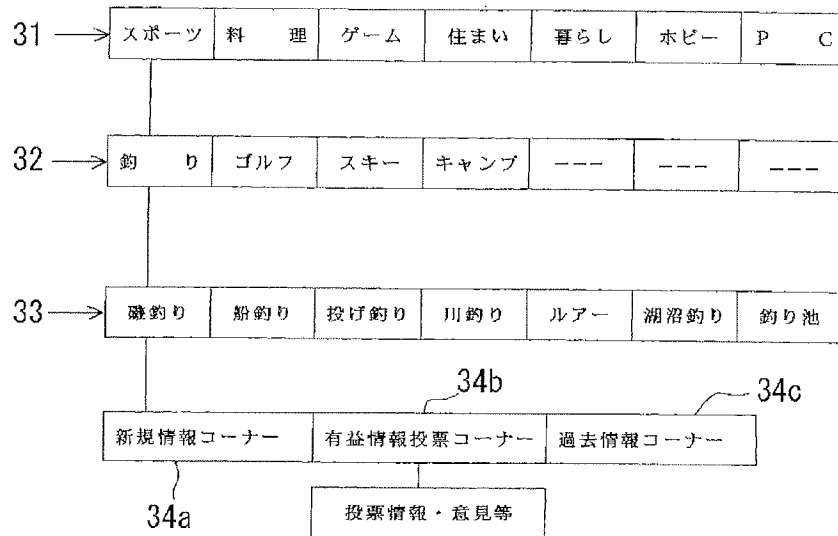 31 スポーツ 料理 ゲーム 住まい 暮らし ホビー PC
32 釣り ゴルフ スキー キャンプ --- --- ---
33 磯釣り 船釣り 投げ釣り 川釣り ルアー 湖沼釣り 釣り池
34b 34c
新規情報コーナー 有益情報投票コーナー 過去情報コーナー
34a 投票情報・意見等